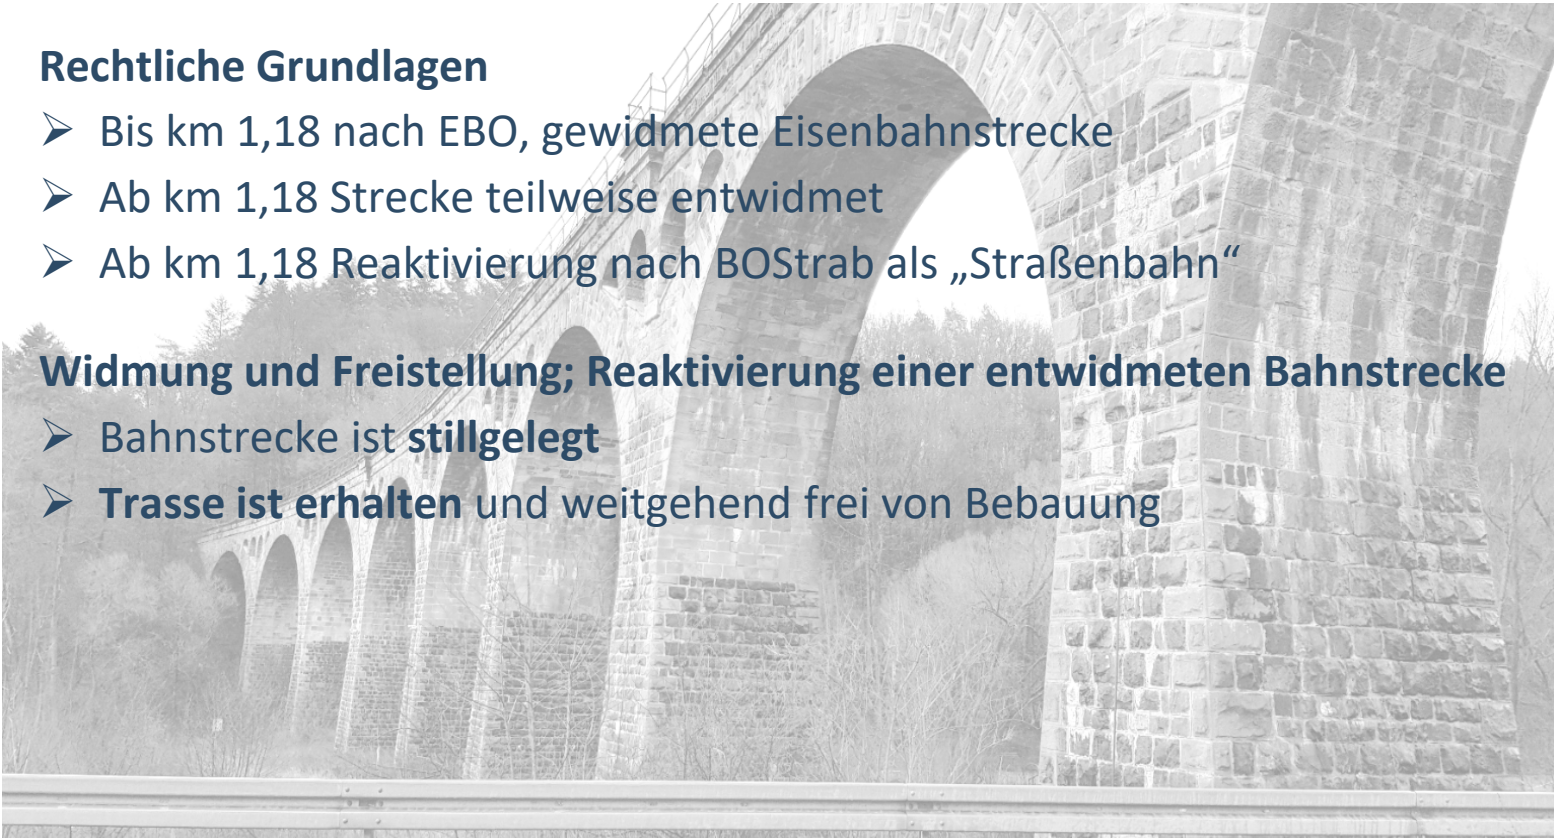 Rechtliche Grundlagen
➢ Bis km 1,18 nach EBO, gewidmete Eisenbahnstrecke
➢ Ab km 1,18 Strecke teilweise entwidmet
➢ Ab km 1,18 Reaktivierung nach BOStrab als „Straßenbahn“
Widmung und Freistellung; Reaktivierung einer entwidmeten Bahnstrecke
➢ Bahnstrecke ist stillgelegt
➢ Trasse ist erhalten und weitgehend frei von Bebauung